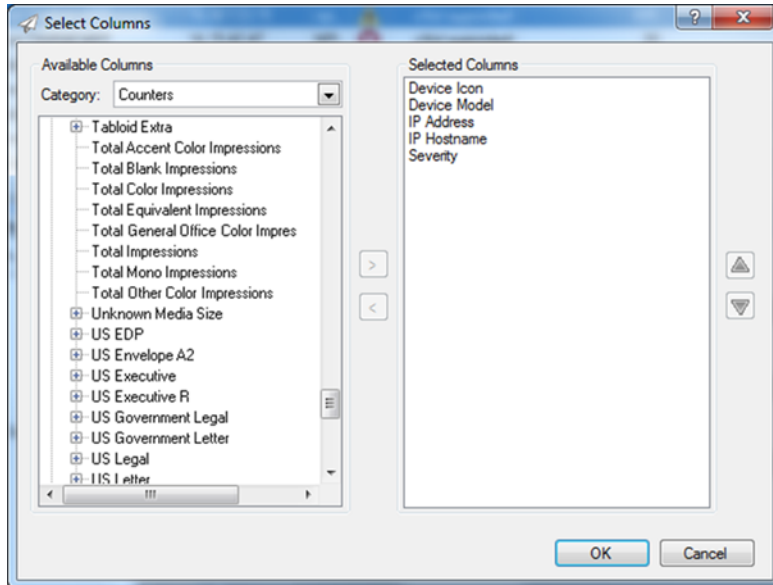 Select Columns
Available Columns
Category: Counters
Tabloid Extra
Total Accent Color Impressions
Total Blank Impressions
Total Color Impressions
Total Equivalent Impressions
Total General Office Color Impres
Total Impressions
Total Mono Impressions
Total Other Color Impressions
Unknown Media Size
US EDP
US Envelope A2
US Executive
US Executive R
US Government Legal
US Government Letter
US Legal
US Letter
Selected Columns
Device Icon
Device Model
IP Address
IP Hostname
Severity
>
<
OK
Cancel